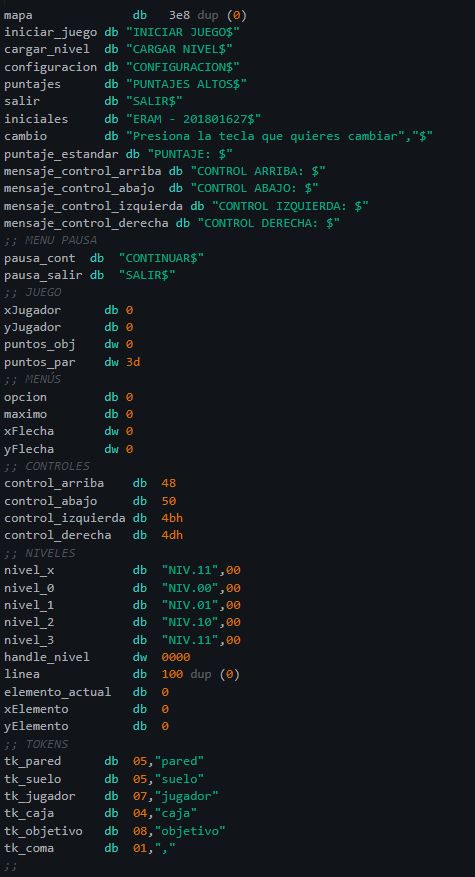 mapa db 3e8 dup (0)
iniciar_juego db "INICIAR JUEGO$"
cargar_nivel db "CARGAR NIVEL$"
configuracion db "CONFIGURACION$"
puntajes db "PUNTAJES ALTOS$"
salir db "SALIR$"
iniciales db "ERAM - 201801627$"
cambio db "Presiona la tecla que quieres cambiar","$"
puntaje_estandar db "PUNTAJE: $"
mensaje_control_arriba db "CONTROL ARRIBA: $"
mensaje_control_abajo db "CONTROL ABAJO: $"
mensaje_control_izquierda db "CONTROL IZQUIERDA: $"
mensaje_control_derecha db "CONTROL DERECHA: $"
;; MENU PAUSA
pausa_cont db "CONTINUAR$"
pausa_salir db "SALIR$"
;; JUEGO
xJugador db 0
yJugador db 0
puntos_obj dw 0
puntos_par dw 3d
;; MENÚS
opcion db 0
maximo db 0
xFlecha dw 0
yFlecha dw 0
;; CONTROLES
control_arriba db 48
control_abajo db 50
control_izquierda db 4bh
control_derecha db 4dh
;; NIVELES
nivel_x db "NIV.11",00
nivel_0 db "NIV.00",00
nivel_1 db "NIV.01",00
nivel_2 db "NIV.10",00
nivel_3 db "NIV.11",00
handle_nivel dw 0000
linea db 100 dup (0)
elemento_actual db 0
xElemento db 0
yElemento db 0
;; TOKENS
tk_pared db 05,"pared"
tk_suelo db 05,"suelo"
tk_jugador db 07,"jugador"
tk_caja db 04,"caja"
tk_objetivo db 08,"objetivo"
tk_coma db 01,","
;;